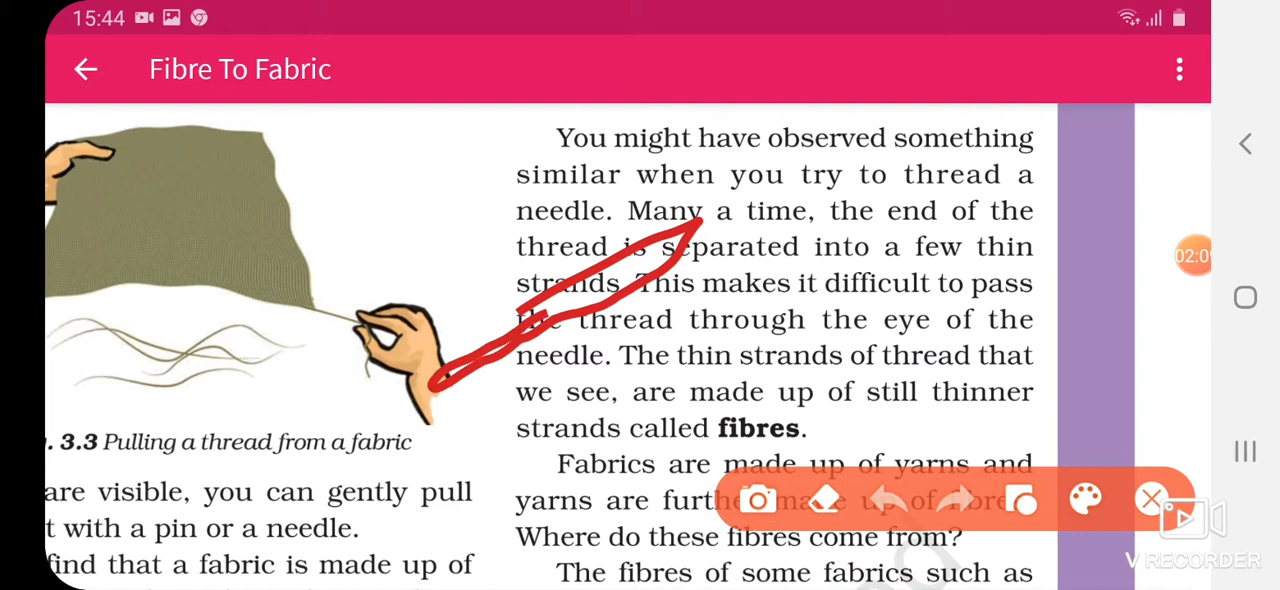 15:44
Fibre To Fabric
3.3 Pulling a thread from a fabric
are visible, you can gently pull
t with a pin or a needle.
find that a fabric is made up of
You might have observed something
similar when you try to thread a
needle. Many a time, the end of the
thread is separated into a few thin
strands. This makes it difficult to pass
the thread through the eye of the
needle. The thin strands of thread that
we see, are made up of still thinner
strands called fibres.
Fabrics are made up of yarns and
yarns are further made up of fibre
Where do these fibres come from?
The fibres of some fabrics such as
02:0
V RECORDER